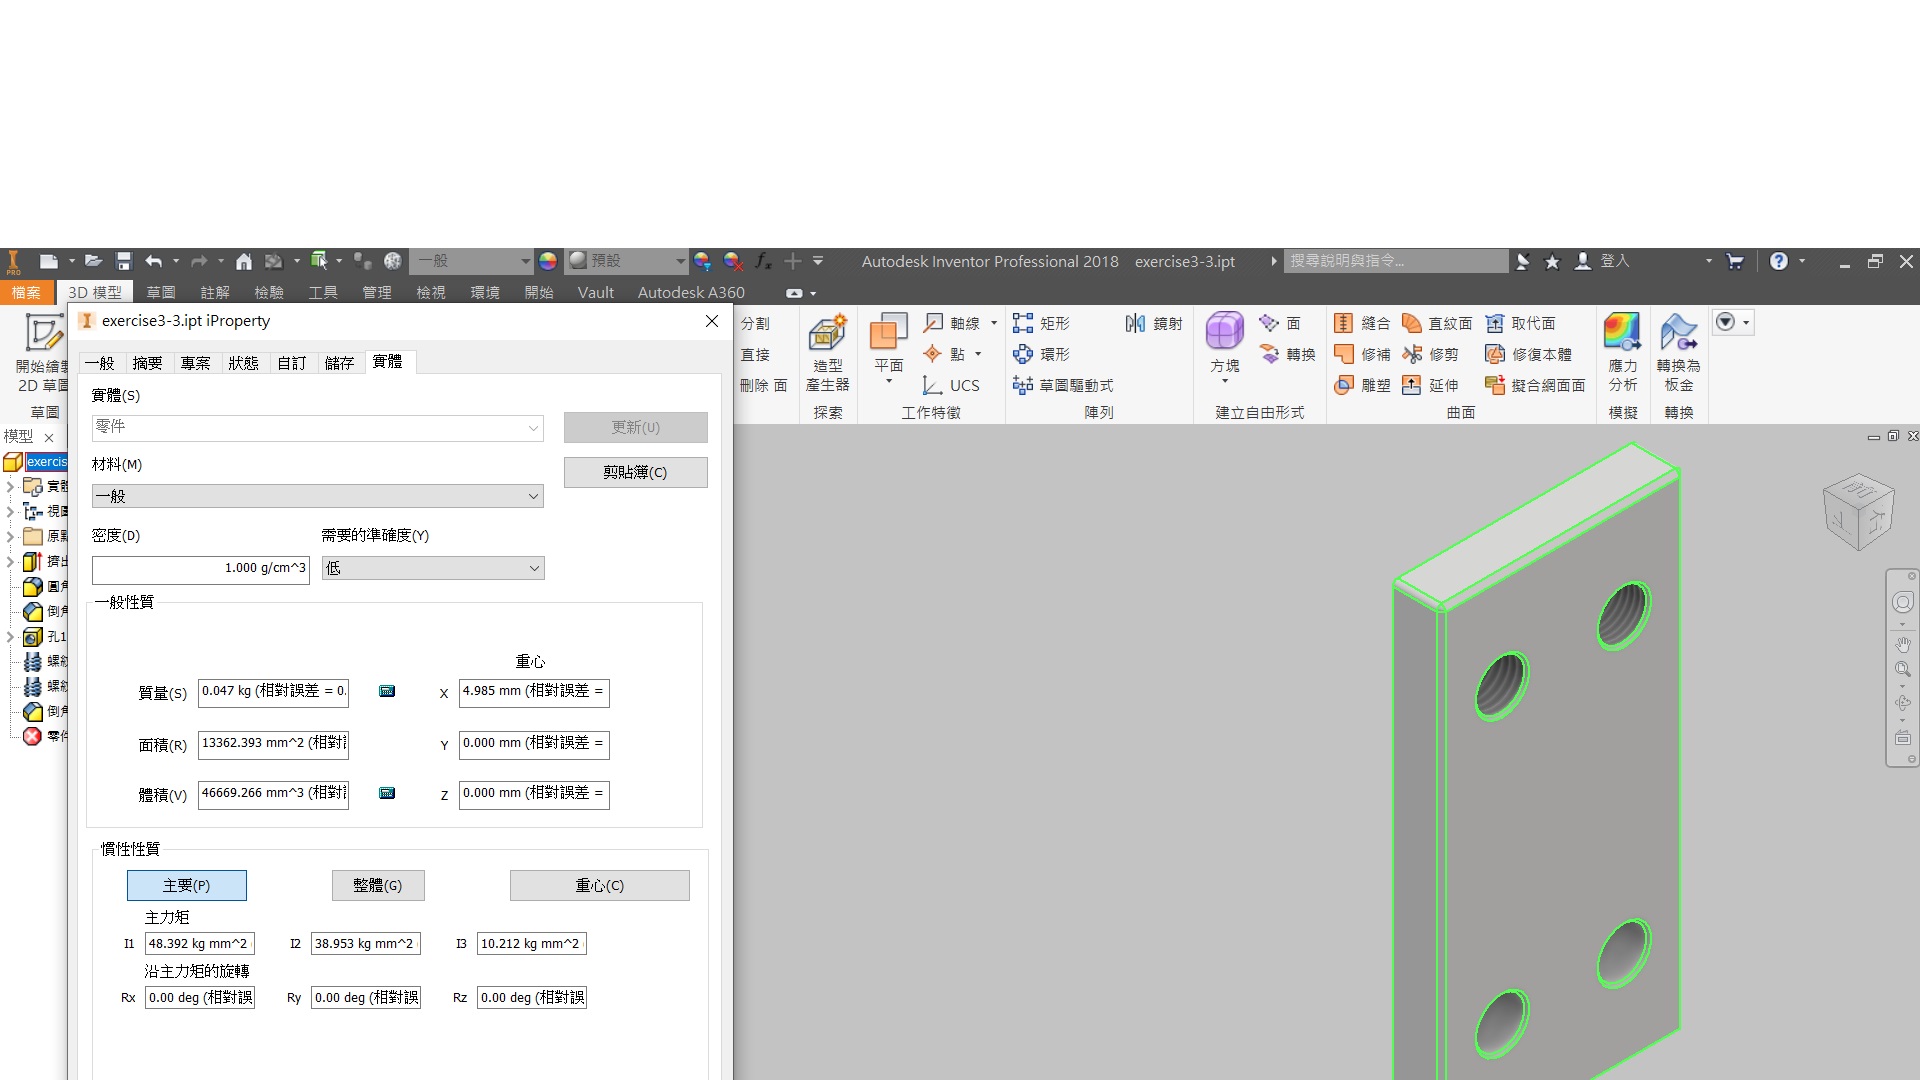 PRO
一般
預設
Autodesk Inventor Professional 2018 exercise3-3.ipt
搜尋說明與指令...
登入
檔案 3D 模型 草圖 註解 檢驗 工具 管理 檢視 環境 開始 Vault Autodesk A360
exercise3-3.ipt iProperty
開始繪製
2D 草圖
草圖
分割
直接
刪除 面
造型
產生器
探索
平面
軸線
點
UCS
工作特徵
矩形
環形
草圖驅動式
鏡射
陣列
方塊
面
轉換
建立自由形式
縫合 直紋面 取代面
修補 修剪 修復本體
雕塑 延伸 擬合網面面
曲面
應力
分析
模擬
轉換為
板金
轉換
模型
exercise
實體
視圖
原點
擠出
圓角
倒角
孔1
螺紋
螺紋
倒角
零件
一般 摘要 專案 狀態 自訂 儲存 實體
實體(S)
零件
更新(U)
材料(M)
剪貼簿(C)
一般
密度(D) 需要的準確度(Y)
1.000 g/cm^3 低
一般性質
重心
質量(S) 0.047 kg (相對誤差 = 0. X 4.985 mm (相對誤差 =
面積(R) 13362.393 mm^2 (相對 Y 0.000 mm (相對誤差 =
體積(V) 46669.266 mm^3 (相對 Z 0.000 mm (相對誤差 =
慣性性質
主要(P) 整體(G) 重心(C)
主力矩
I1 48.392 kg mm^2 I2 38.953 kg mm^2 I3 10.212 kg mm^2
沿主力矩的旋轉
Rx 0.00 deg (相對誤 Ry 0.00 deg (相對誤 Rz 0.00 deg (相對誤